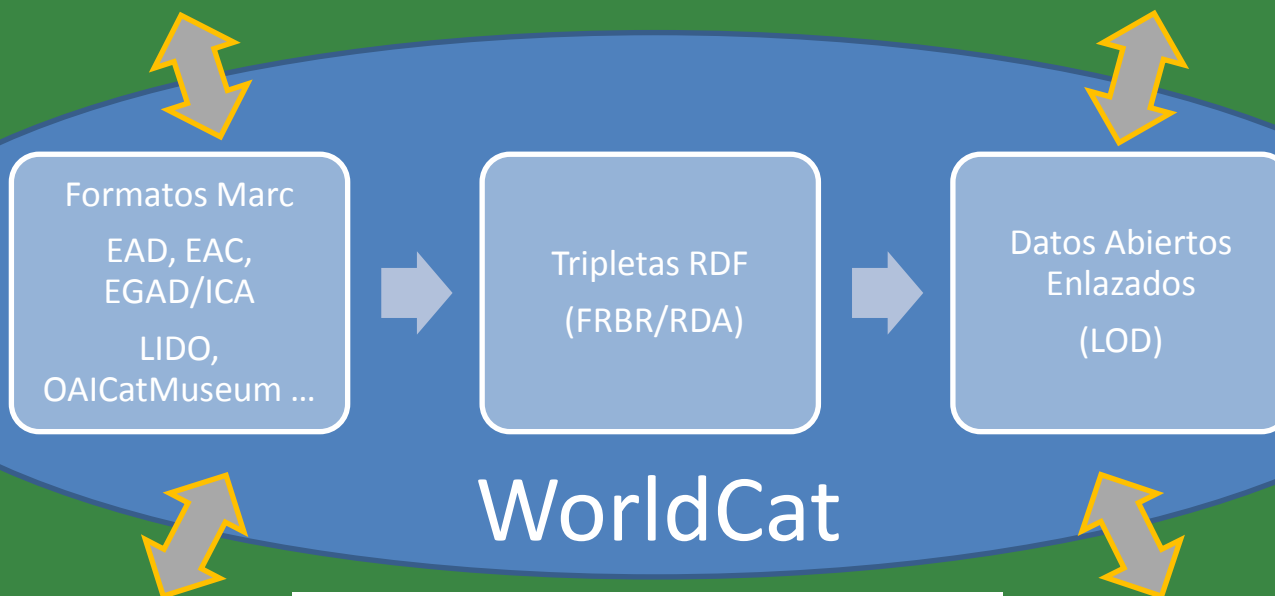 Formatos Marc
EAD, EAC,
EGAD/ICA
LIDO,
OAICatMuseum ...
Tripletas RDF
(FRBR/RDA)
Datos Abiertos
Enlazados
(LOD)
WorldCat